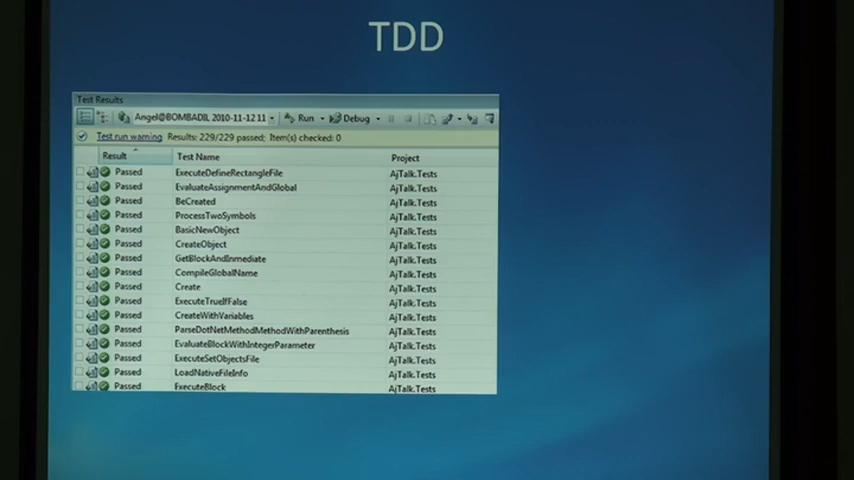 TDD
Test Results
Angel@BOMBADIL 2010-11-12 11 Run Debug
Test run warning Results: 229/229 passed; Item(s) checked: 0
Result Test Name Project
Passed ExecuteDefineRectangleFile AjTalk.Tests
Passed EvaluateAssignmentAndGlobal AjTalk.Tests
Passed BeCreated AjTalk.Tests
Passed ProcessTwoSymbols AjTalk.Tests
Passed BasicNewObject AjTalk.Tests
Passed CreateObject AjTalk.Tests
Passed GetBlockAndInmediate AjTalk.Tests
Passed CompileGlobalName AjTalk.Tests
Passed Create AjTalk.Tests
Passed ExecuteTrueIfFalse AjTalk.Tests
Passed CreateWithVariables AjTalk.Tests
Passed ParseDotNetMethodMethodWithParenthesis AjTalk.Tests
Passed EvaluateBlockWithIntegerParameter AjTalk.Tests
Passed ExecuteSetObjectsFile AjTalk.Tests
Passed LoadNativeFileInfo AjTalk.Tests
Passed ExecuteBlock AjTalk.Tests